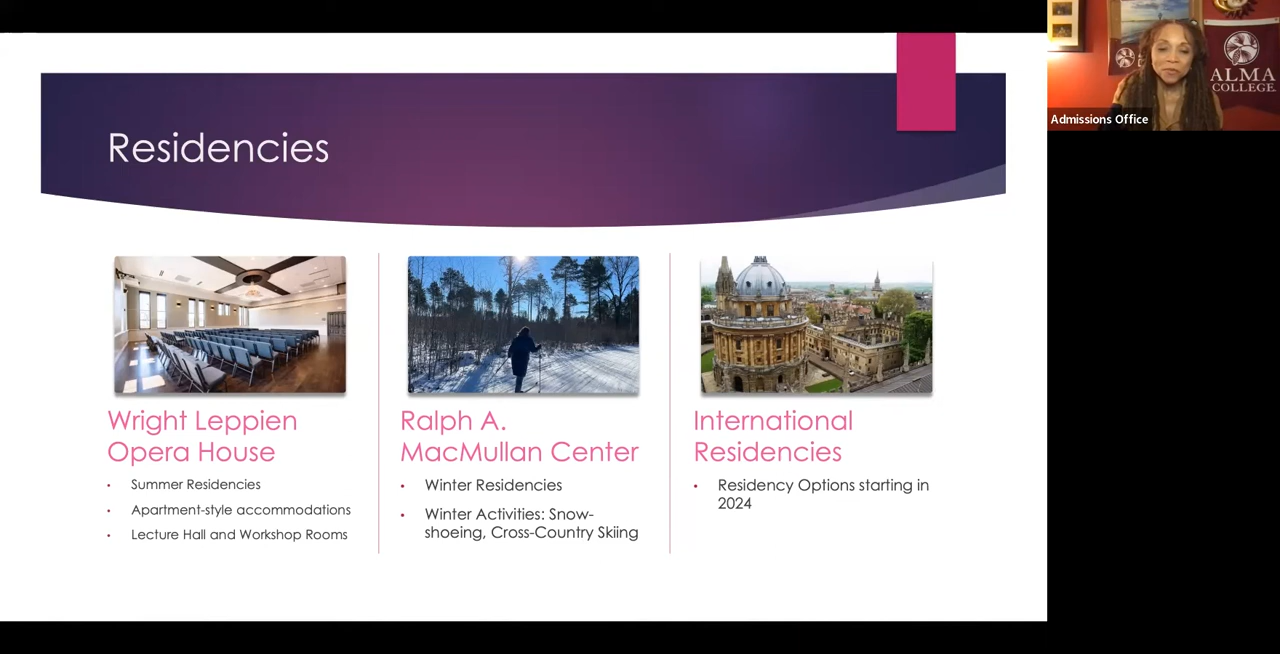 Residencies
Wright Leppien
Opera House
• Summer Residencies
• Apartment-style accommodations
• Lecture Hall and Workshop Rooms
Ralph A.
MacMullan Center
• Winter Residencies
• Winter Activities: Snow-
shoeing, Cross-Country Skiing
International
Residencies
• Residency Options starting in
2024
ALMA
COLLEGE
Admissions Office